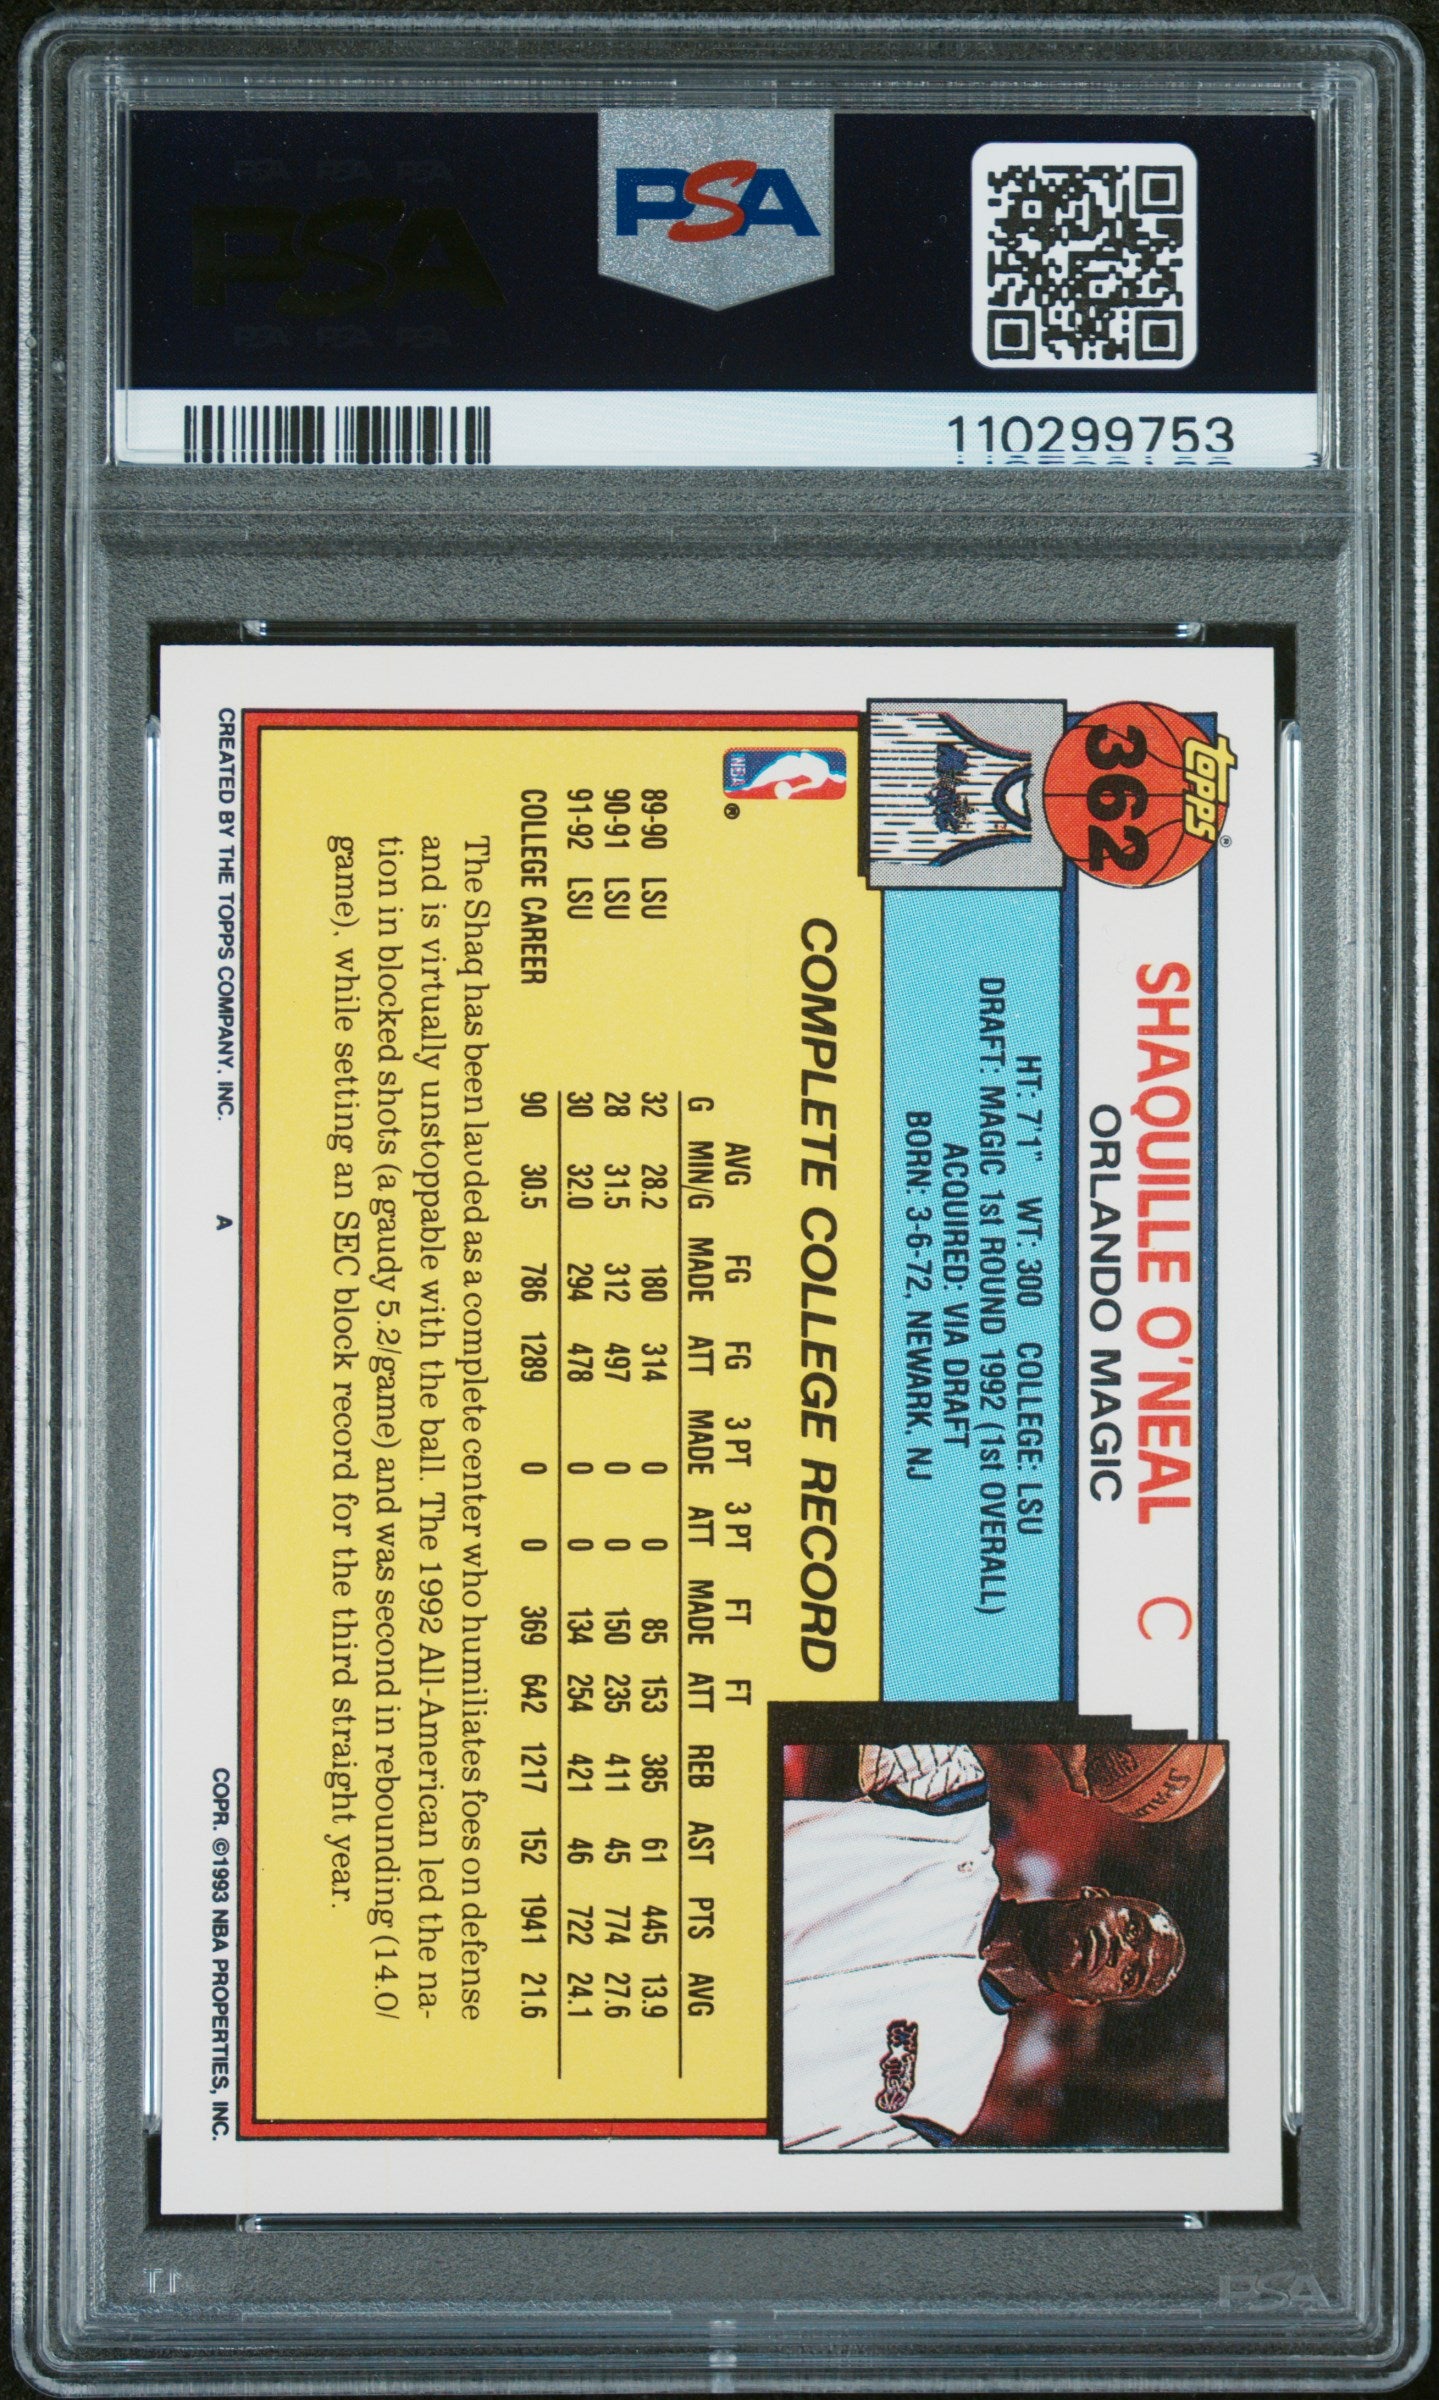 PSA PSA PSA
PSA
PSA PSA PSA
PSA
110299753
topps®
362
SHAQUILLE O'NEAL C
ORLANDO MAGIC
HT: 7'1" WT: 300 COLLEGE: LSU
DRAFT: MAGIC 1st ROUND 1992 (1st OVERALL)
ACQUIRED: VIA DRAFT
BORN: 3-6-72, NEWARK, NJ
COMPLETE COLLEGE RECORD
NBA ®
AVG FG FG 3 PT 3 PT FT FT
G MIN/G MADE ATT MADE ATT MADE ATT REB AST PTS AVG
89-90 LSU 32 28.2 180 314 0 0 85 153 385 61 445 13.9
90-91 LSU 28 31.5 312 497 0 0 150 235 411 45 774 27.6
91-92 LSU 30 32.0 294 478 0 0 134 254 421 46 722 24.1
COLLEGE CAREER 90 30.5 786 1289 0 0 369 642 1217 152 1941 21.6
The Shaq has been lauded as a complete center who humiliates foes on defense
and is virtually unstoppable with the ball. The 1992 All-American led the na-
tion in blocked shots (a gaudy 5.2/game) and was second in rebounding (14.0/
game), while setting an SEC block record for the third straight year.
CREATED BY THE TOPPS COMPANY, INC. A COPR. ©1993 NBA PROPERTIES, INC.
PSA